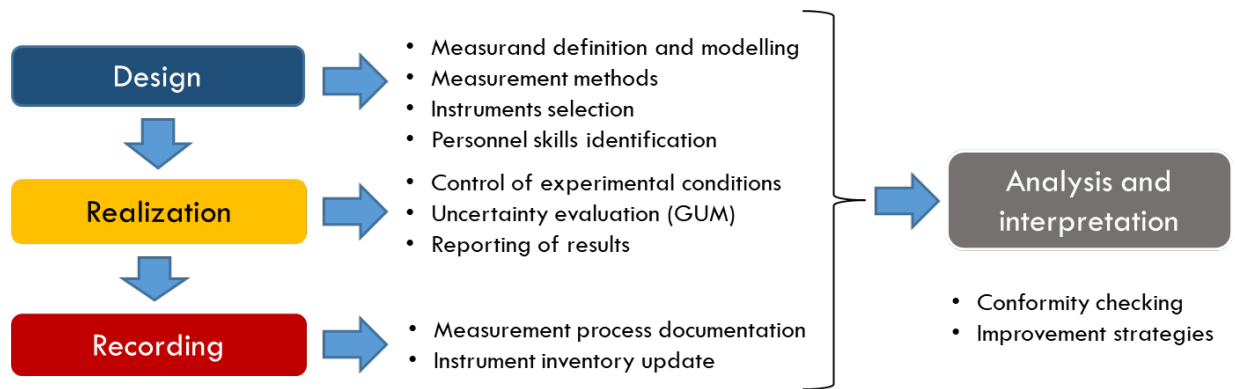 Design
• Measurand definition and modelling
• Measurement methods
• Instruments selection
• Personnel skills identification
Realization
• Control of experimental conditions
• Uncertainty evaluation (GUM)
• Reporting of results
Recording
• Measurement process documentation
• Instrument inventory update
Analysis and
interpretation
• Conformity checking
• Improvement strategies